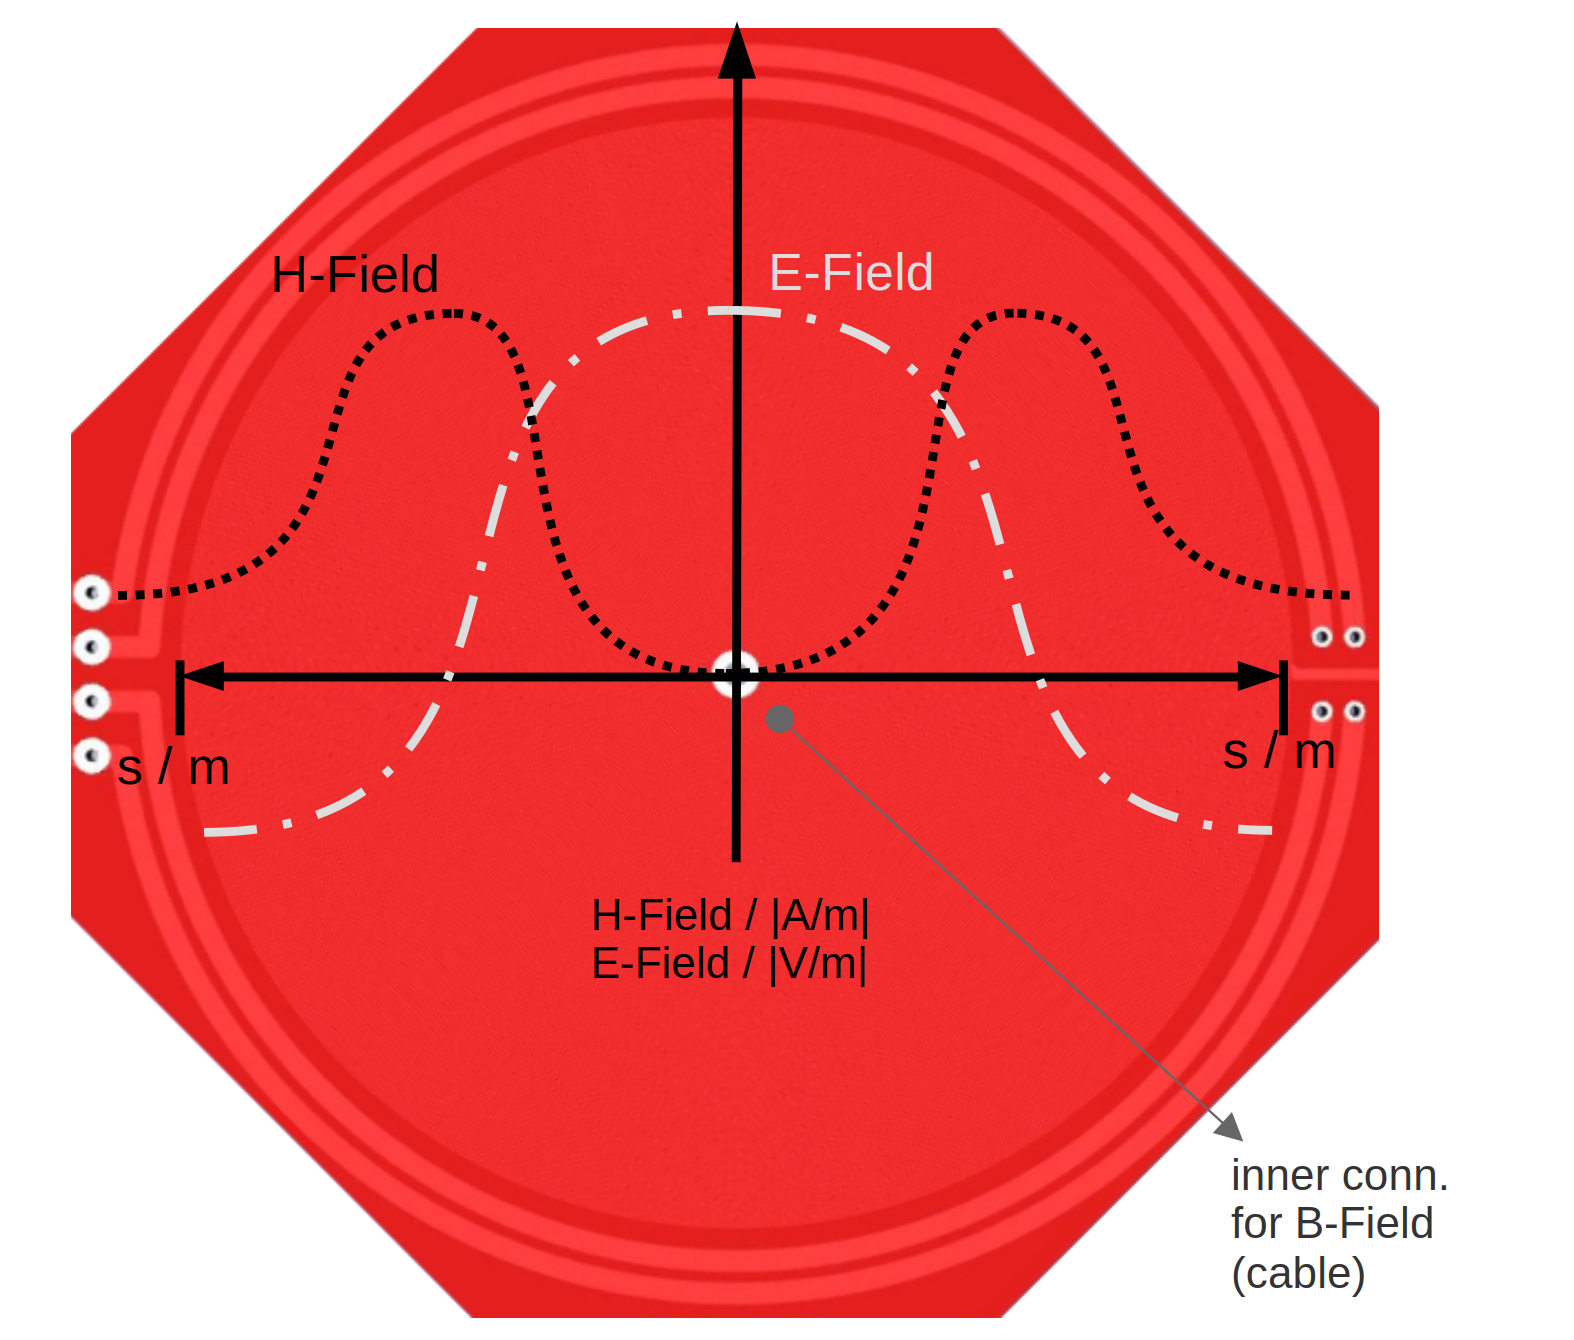 H-Field
E-Field
s / m
s / m
H-Field / |A/m|
E-Field / |V/m|
inner conn.
for B-Field
(cable)